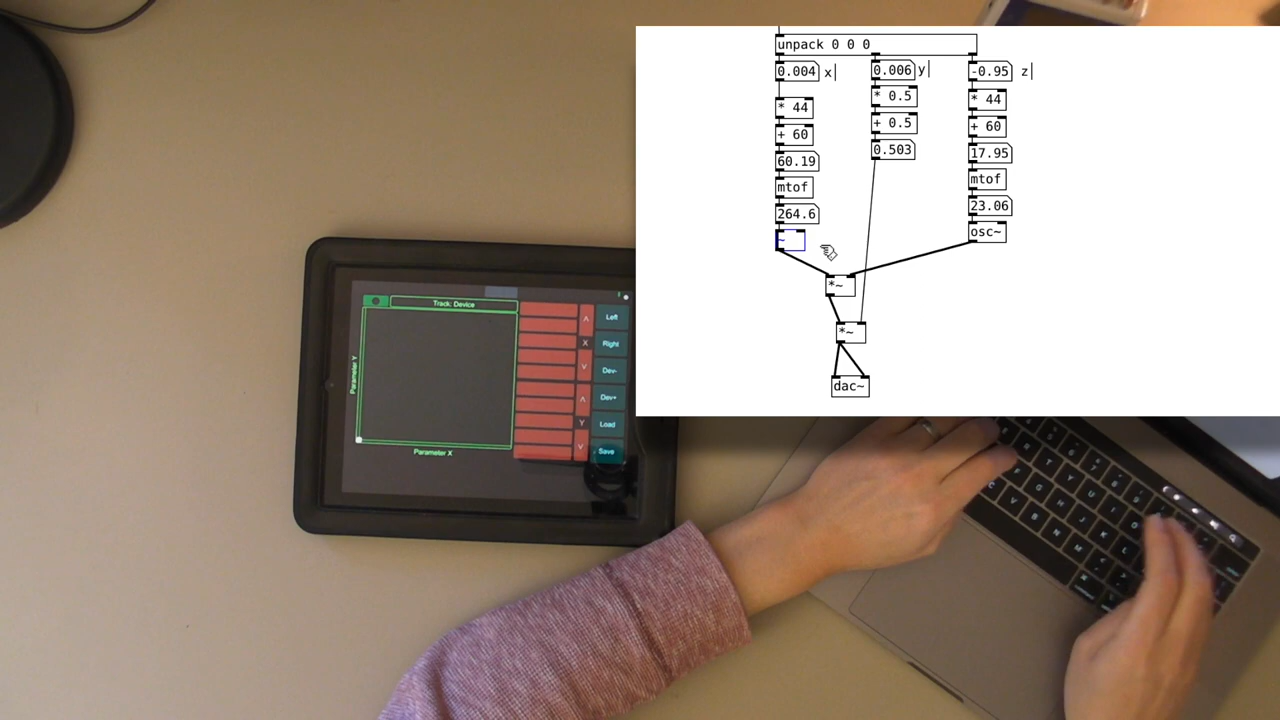 unpack 0 0 0
0.004 x
0.006 y
-0.95 z
* 44
* 0.5
* 44
+ 60
+ 0.5
+ 60
60.19
0.503
17.95
mtof
mtof
264.6
23.06
~
osc~
*~
*~
dac~
Track: Device
Parameter Y
Parameter X
Λ
X
V
Λ
Y
V
Left
Right
Dev-
Dev+
Load
Save